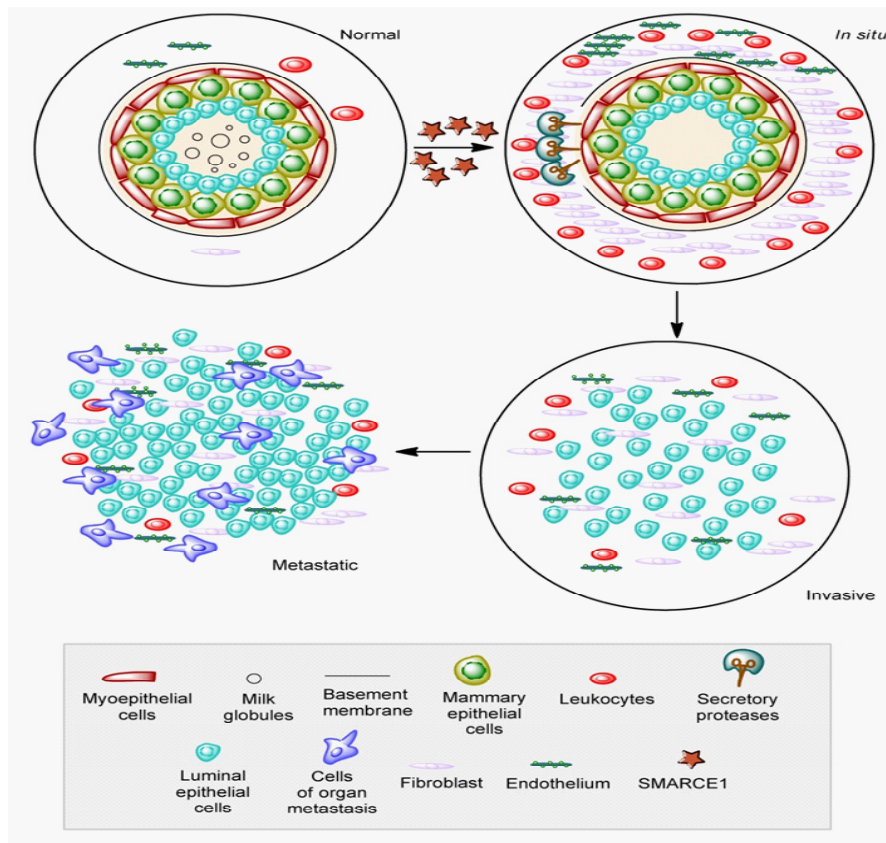 Normal
In situ
Metastatic
Invasive
Myoepithelial
cells
Milk
globules
Basement
membrane
Mammary
epithelial
cells
Leukocytes
Secretory
proteases
Luminal
epithelial
cells
Cells
of organ
metastasis
Fibroblast
Endothelium
SMARCE1